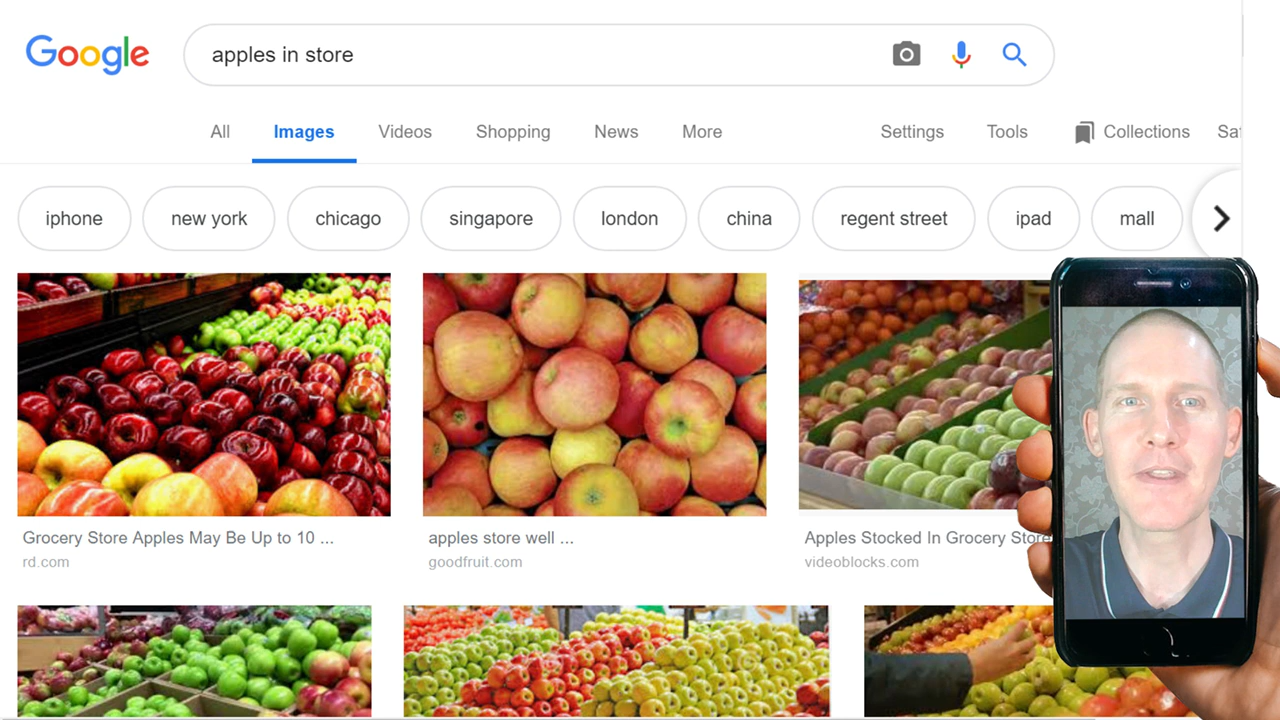 Google
apples in store
All Images Videos Shopping News More Settings Tools Collections Sa
iphone new york chicago singapore london china regent street ipad mall
Grocery Store Apples May Be Up to 10 ... apples store well ... Apples Stocked In Grocery Store
rd.com goodfruit.com videoblocks.com